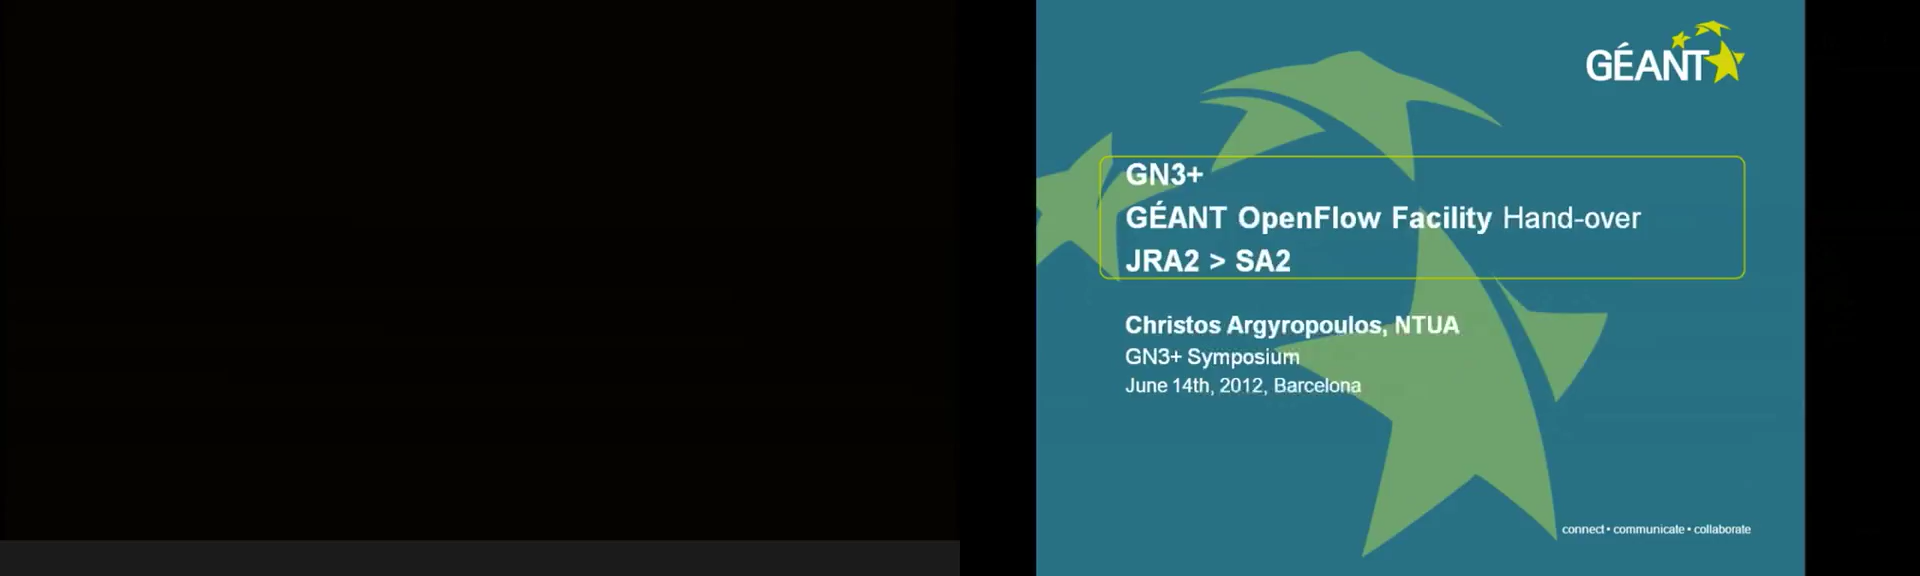 GÉANT
GN3+
GÉANT OpenFlow Facility Hand-over
JRA2 > SA2
Christos Argyropoulos, NTUA
GN3+ Symposium
June 14th, 2012, Barcelona
connect • communicate • collaborate